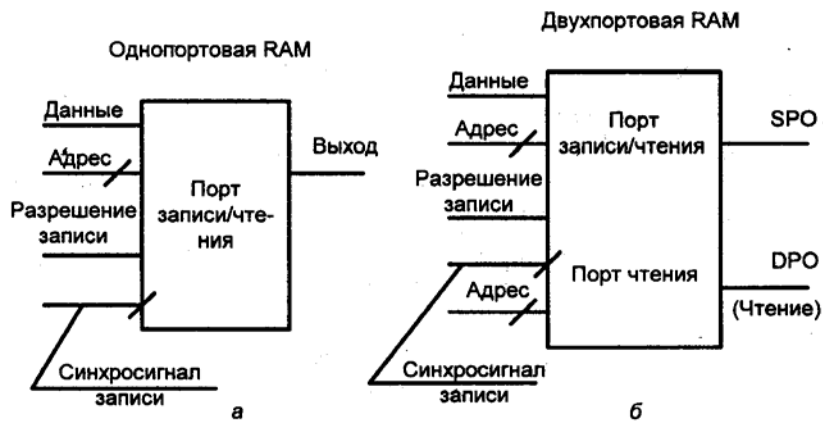 Однопортовая RAM
Данные
Адрес
Разрешение
записи
Порт
записи/чте-
ния
Выход
Синхросигнал
записи
а
Двухпортовая RAM
Данные
Адрес
Разрешение
записи
Порт
записи/чтения
SPO
Порт чтения
DPO
(Чтение)
Адрес
Синхросигнал
записи
б